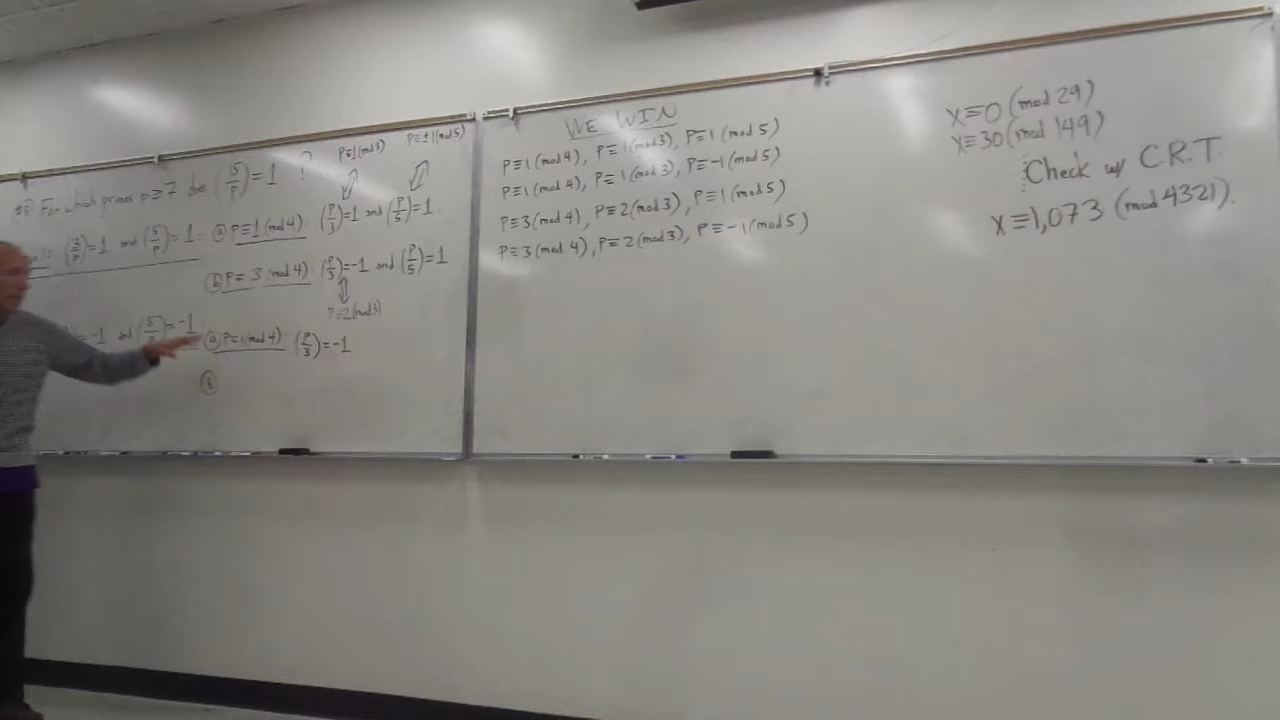 P≡1(mod 3) P≡±1(mod 5)
For which primes p≥7 does (5/p)=1 ?
(3/p)=1 and (5/p)=1: ⓐ P≡1(mod 4): (P/3)=1 and (P/5)=1
ⓑ P≡3(mod 4): (P/3)=-1 and (P/5)=1
P≡2(mod 3)
=-1 and (5/p)=-1 ⓐ P≡1(mod 4): (P/3)=-1
ⓑ
WE WIN
P≡1(mod 4), P≡1(mod 3), P≡1(mod 5)
P≡1(mod 4), P≡1(mod 3), P≡-1(mod 5)
P≡3(mod 4), P≡2(mod 3), P≡1(mod 5)
P≡3(mod 4), P≡2(mod 3), P≡-1(mod 5)
X≡0(mod 29)
X≡30(mod 149)
Check w/ C.R.T.
X≡1,073 (mod 4321).